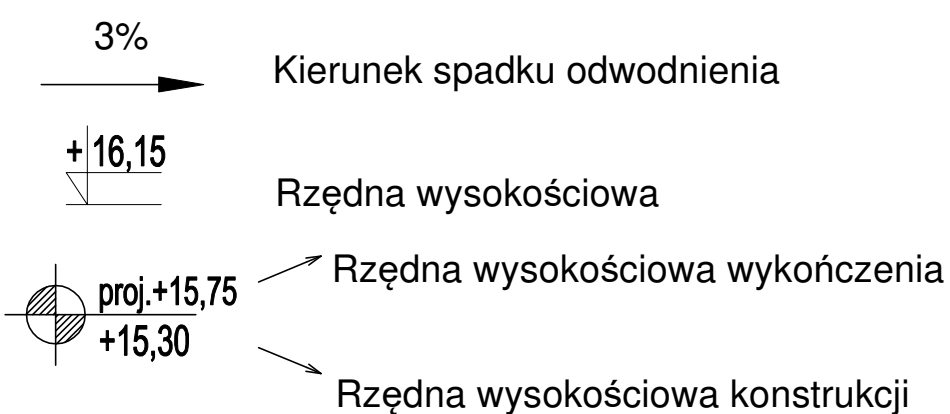 3%
Kierunek spadku odwodnienia
+16,15
Rzędna wysokościowa
Rzędna wysokościowa wykończenia
proj.+15,75
+15,30
Rzędna wysokościowa konstrukcji